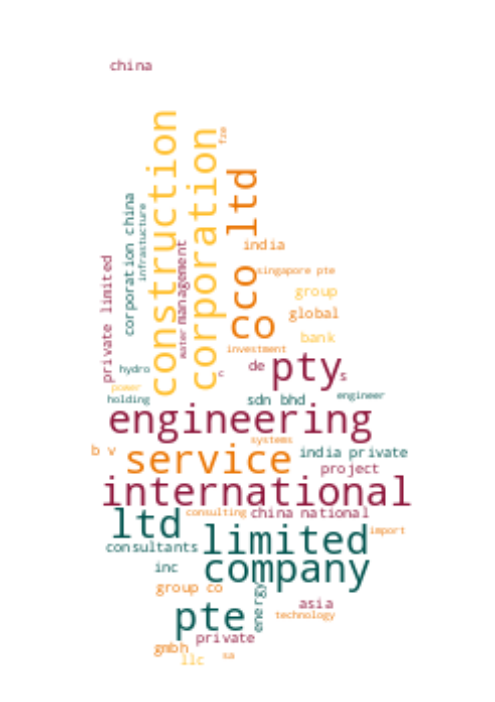 china
construction
corporation
fze
co ltd
corporation china
infrastucture
management
water
private limited
india
singapore pte
group
global
co
bank
investment
de
pty
s
c
hydro
power
holding
sdn bhd
engineer
engineering
systems
b v
service
india private
project
international
ltd
consulting
china national
limited
import
consultants
company
inc
group co
energy
pte
asia
technology
private
gmbh
llc
sa